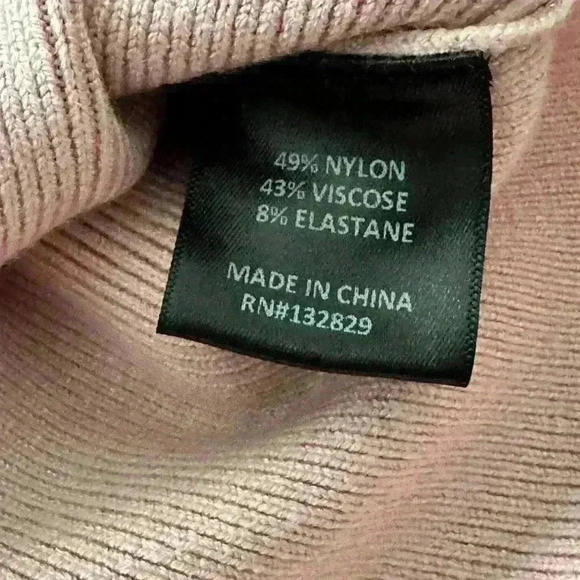 49% NYLON
43% VISCOSE
8% ELASTANE
MADE IN CHINA
RN#132829